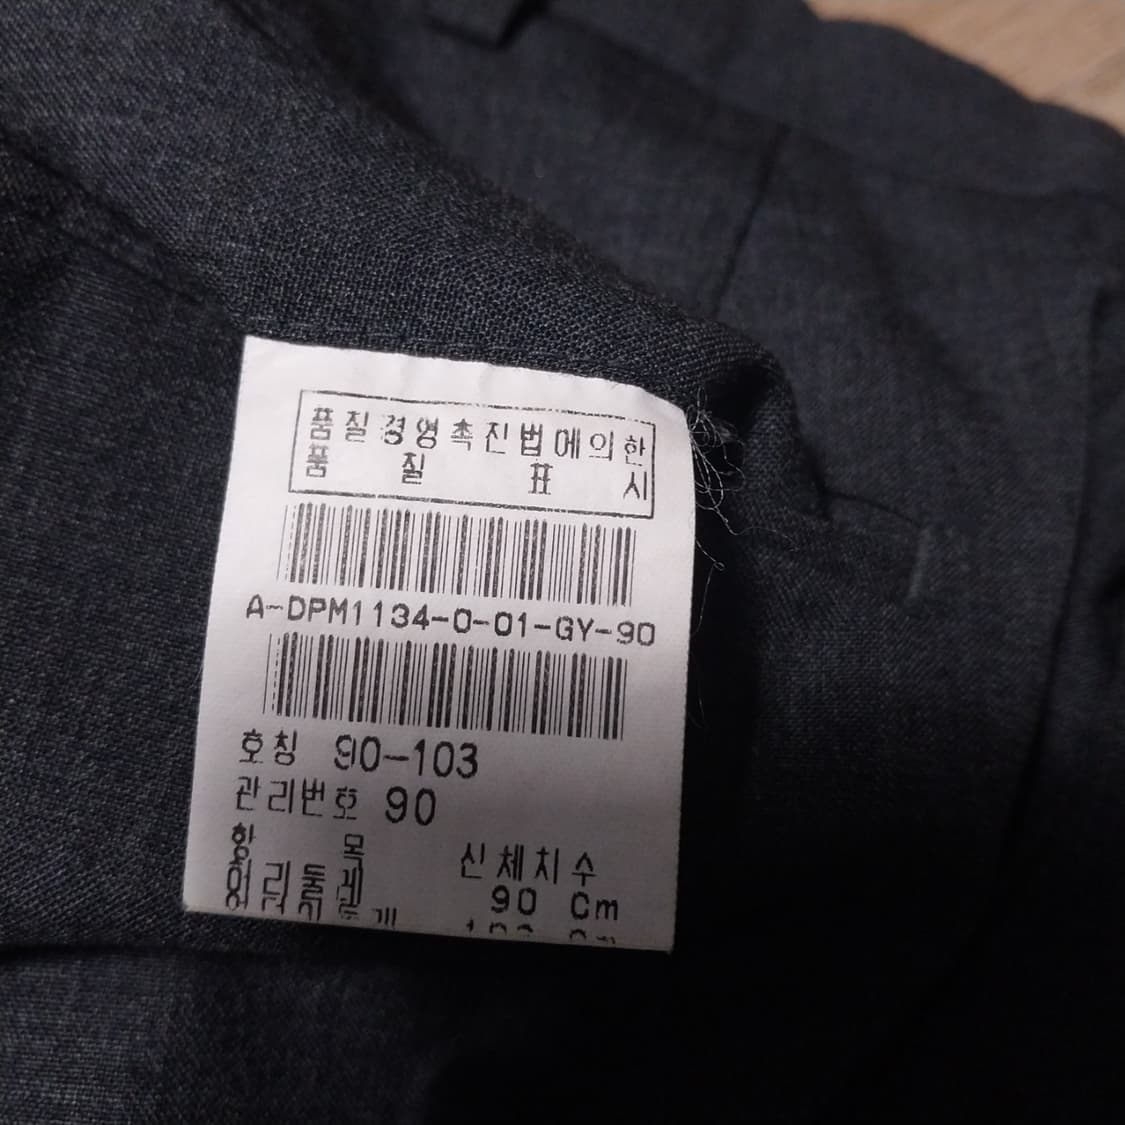 품질경영촉진법에의한
품질표시
A-DPM1134-0-01-GY-90
호칭 90-103
관리번호 90
항목 신체치수
허리둘레 90 Cm